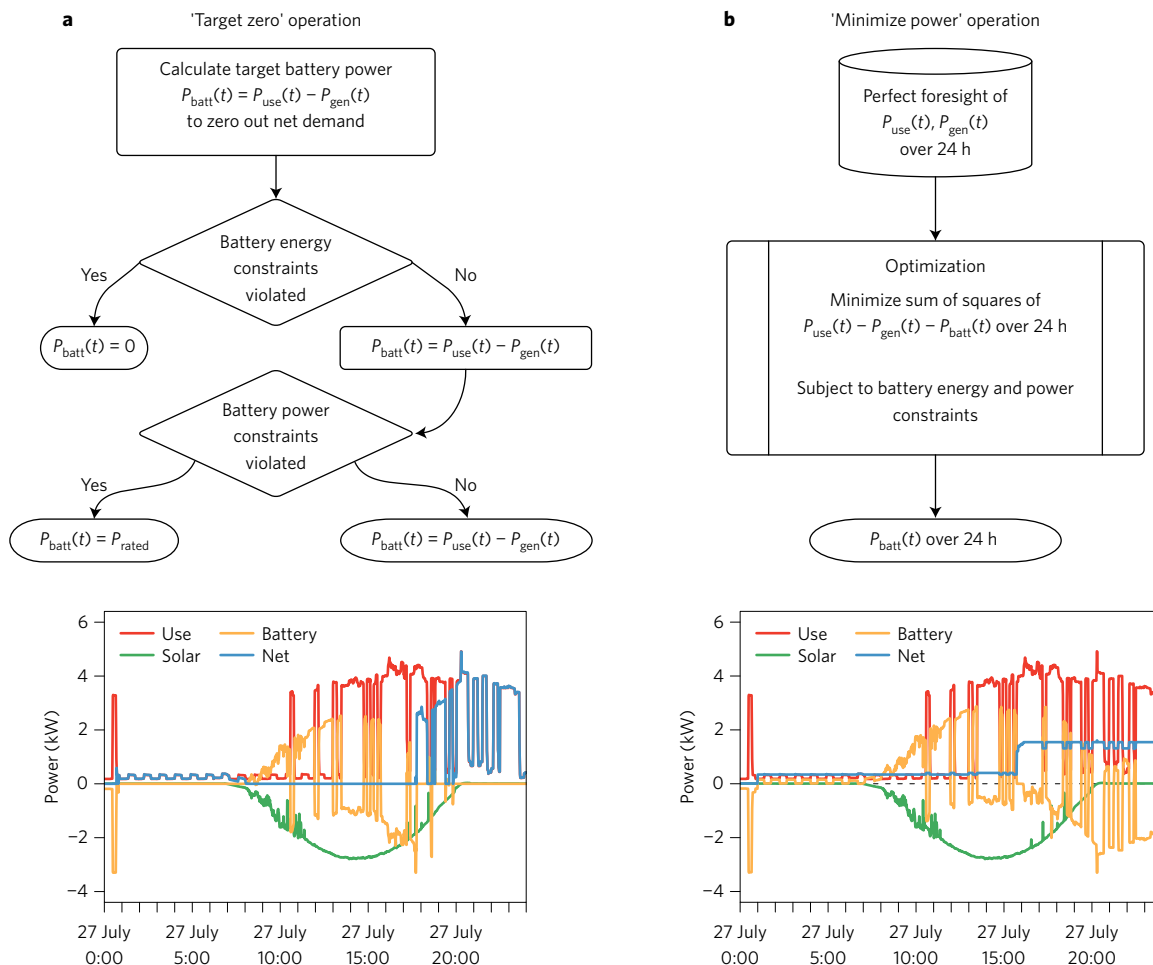 a 'Target zero' operation
Calculate target battery power
P_batt(t) = P_use(t) − P_gen(t)
to zero out net demand
Battery energy
constraints
violated
Yes
No
P_batt(t) = 0
P_batt(t) = P_use(t) − P_gen(t)
Battery power
constraints
violated
Yes
No
P_batt(t) = P_rated
P_batt(t) = P_use(t) − P_gen(t)
6
4
2
0
−2
−4
Power (kW)
Use
Battery
Solar
Net
27 July 27 July 27 July 27 July 27 July
0:00 5:00 10:00 15:00 20:00
b 'Minimize power' operation
Perfect foresight of
P_use(t), P_gen(t)
over 24 h
Optimization
Minimize sum of squares of
P_use(t) − P_gen(t) − P_batt(t) over 24 h
Subject to battery energy and power
constraints
P_batt(t) over 24 h
6
4
2
0
−2
−4
Power (kW)
Use
Battery
Solar
Net
27 July 27 July 27 July 27 July 27 July
0:00 5:00 10:00 15:00 20:00